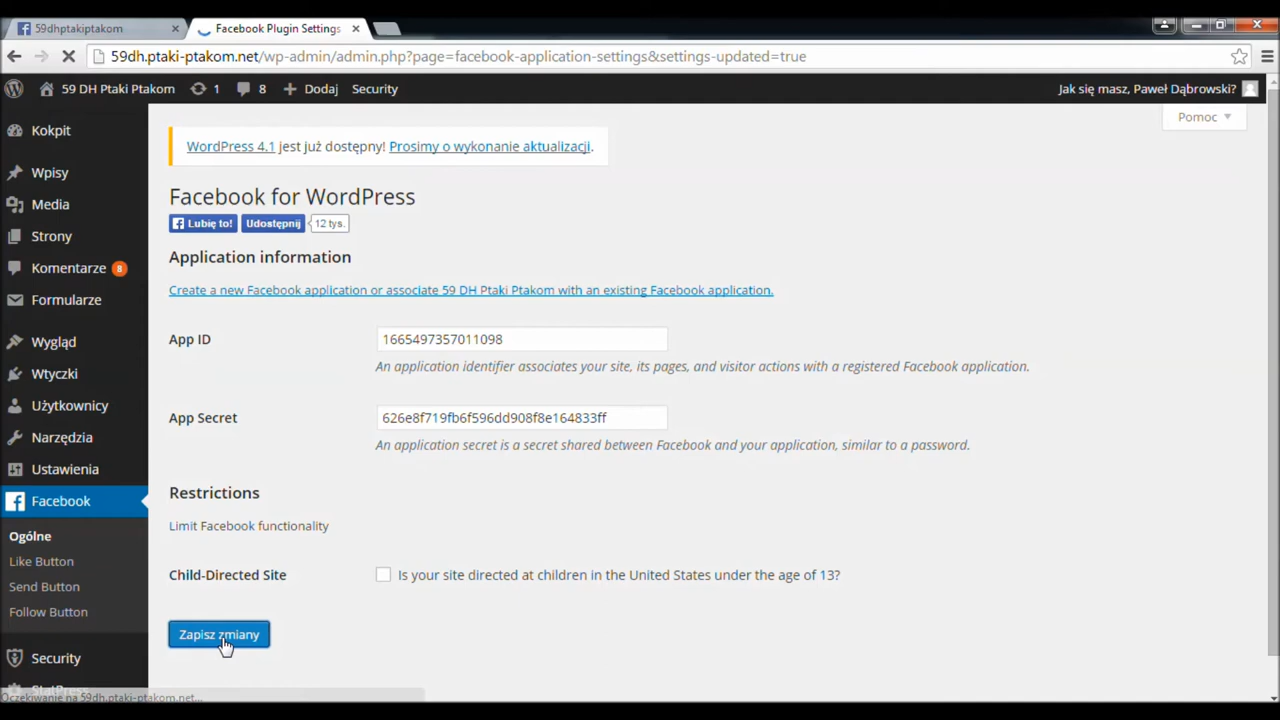 59dhptakiptakom
Facebook Plugin Settings
59dh.ptaki-ptakom.net/wp-admin/admin.php?page=facebook-application-settings&settings-updated=true
59 DH Ptaki Ptakom 1 8 Dodaj Security Jak się masz, Paweł Dąbrowski?
Pomoc
Kokpit
Wpisy
Media
Strony
Komentarze 8
Formularze
Wygląd
Wtyczki
Użytkownicy
Narzędzia
Ustawienia
Facebook
Ogólne
Like Button
Send Button
Follow Button
Security
StatPress
WordPress 4.1 jest już dostępny! Prosimy o wykonanie aktualizacji.
Facebook for WordPress
Lubię to! Udostępnij 12 tys.
Application information
Create a new Facebook application or associate 59 DH Ptaki Ptakom with an existing Facebook application.
App ID 1665497357011098
An application identifier associates your site, its pages, and visitor actions with a registered Facebook application.
App Secret 626e8f719fb6f596dd908f8e164833ff
An application secret is a secret shared between Facebook and your application, similar to a password.
Restrictions
Limit Facebook functionality
Child-Directed Site Is your site directed at children in the United States under the age of 13?
Zapisz zmiany
Oczekiwanie na 59dh.ptaki-ptakom.net...